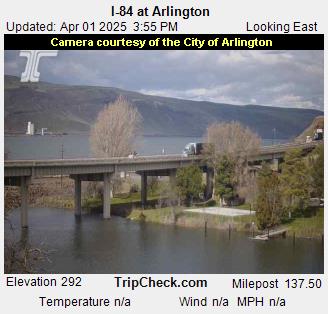 I-84 at Arlington
Updated: Apr 01 2025 3:55 PM Looking East
Camera courtesy of the City of Arlington
Elevation 292 TripCheck.com Milepost 137.50
Temperature n/a Wind n/a MPH n/a